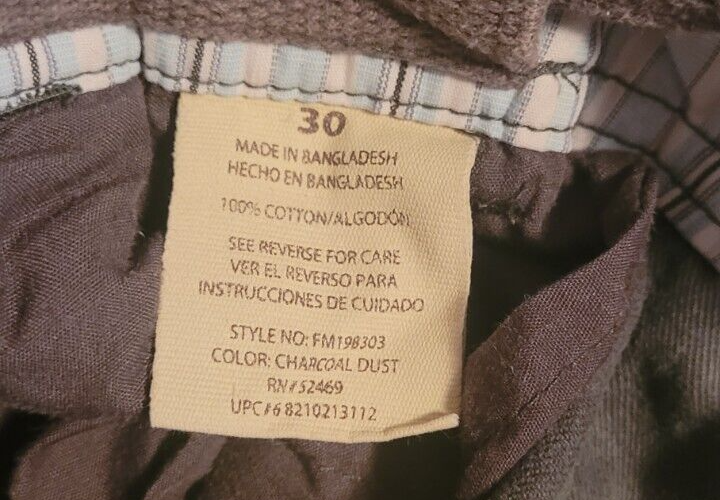 30
MADE IN BANGLADESH
HECHO EN BANGLADESH
100% COTTON/ALGODÓN
SEE REVERSE FOR CARE
VER EL REVERSO PARA
INSTRUCCIONES DE CUIDADO
STYLE NO: FM198303
COLOR: CHARCOAL DUST
RN#52469
UPC#68210213112